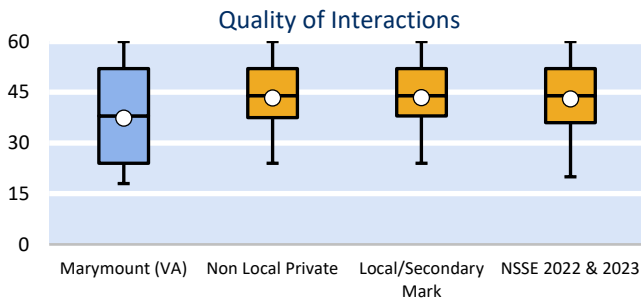 Quality of Interactions
60
45
30
15
0
Marymount (VA)
Non Local Private
Local/Secondary
Mark
NSSE 2022 & 2023